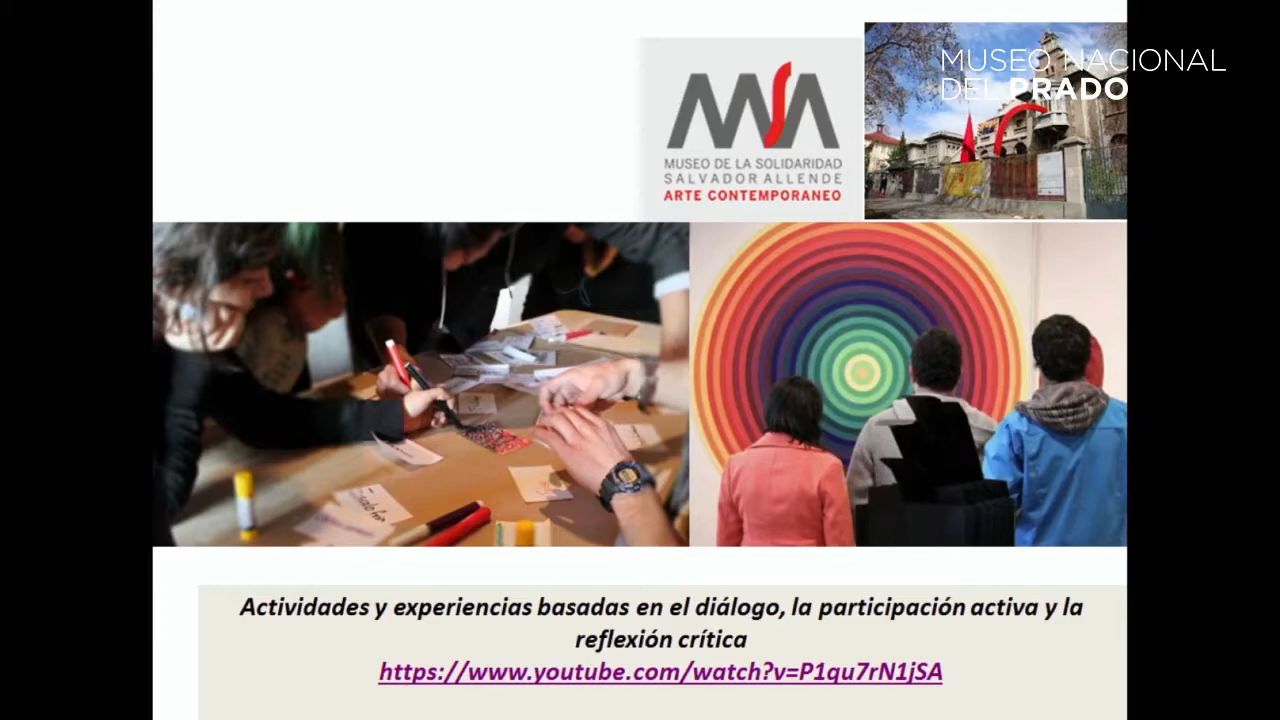 MUSEO NACIONAL
DEL PRADO
MSSA
MUSEO DE LA SOLIDARIDAD
SALVADOR ALLENDE
ARTE CONTEMPORANEO
Actividades y experiencias basadas en el diálogo, la participación activa y la
reflexión crítica
https://www.youtube.com/watch?v=P1qu7rN1jSA